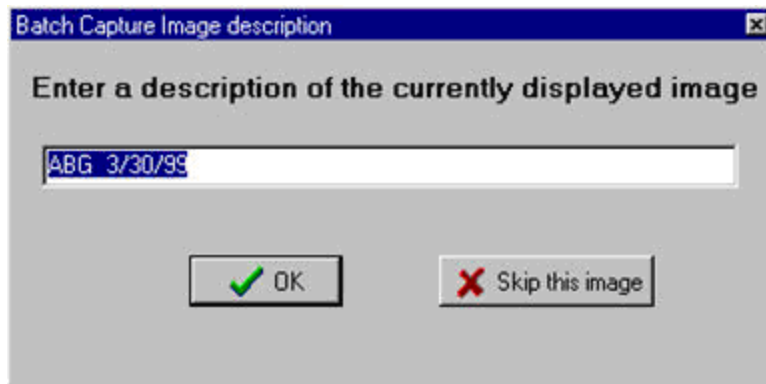 Batch Capture Image description
Enter a description of the currently displayed image
ABG 3/30/99
OK
Skip this image